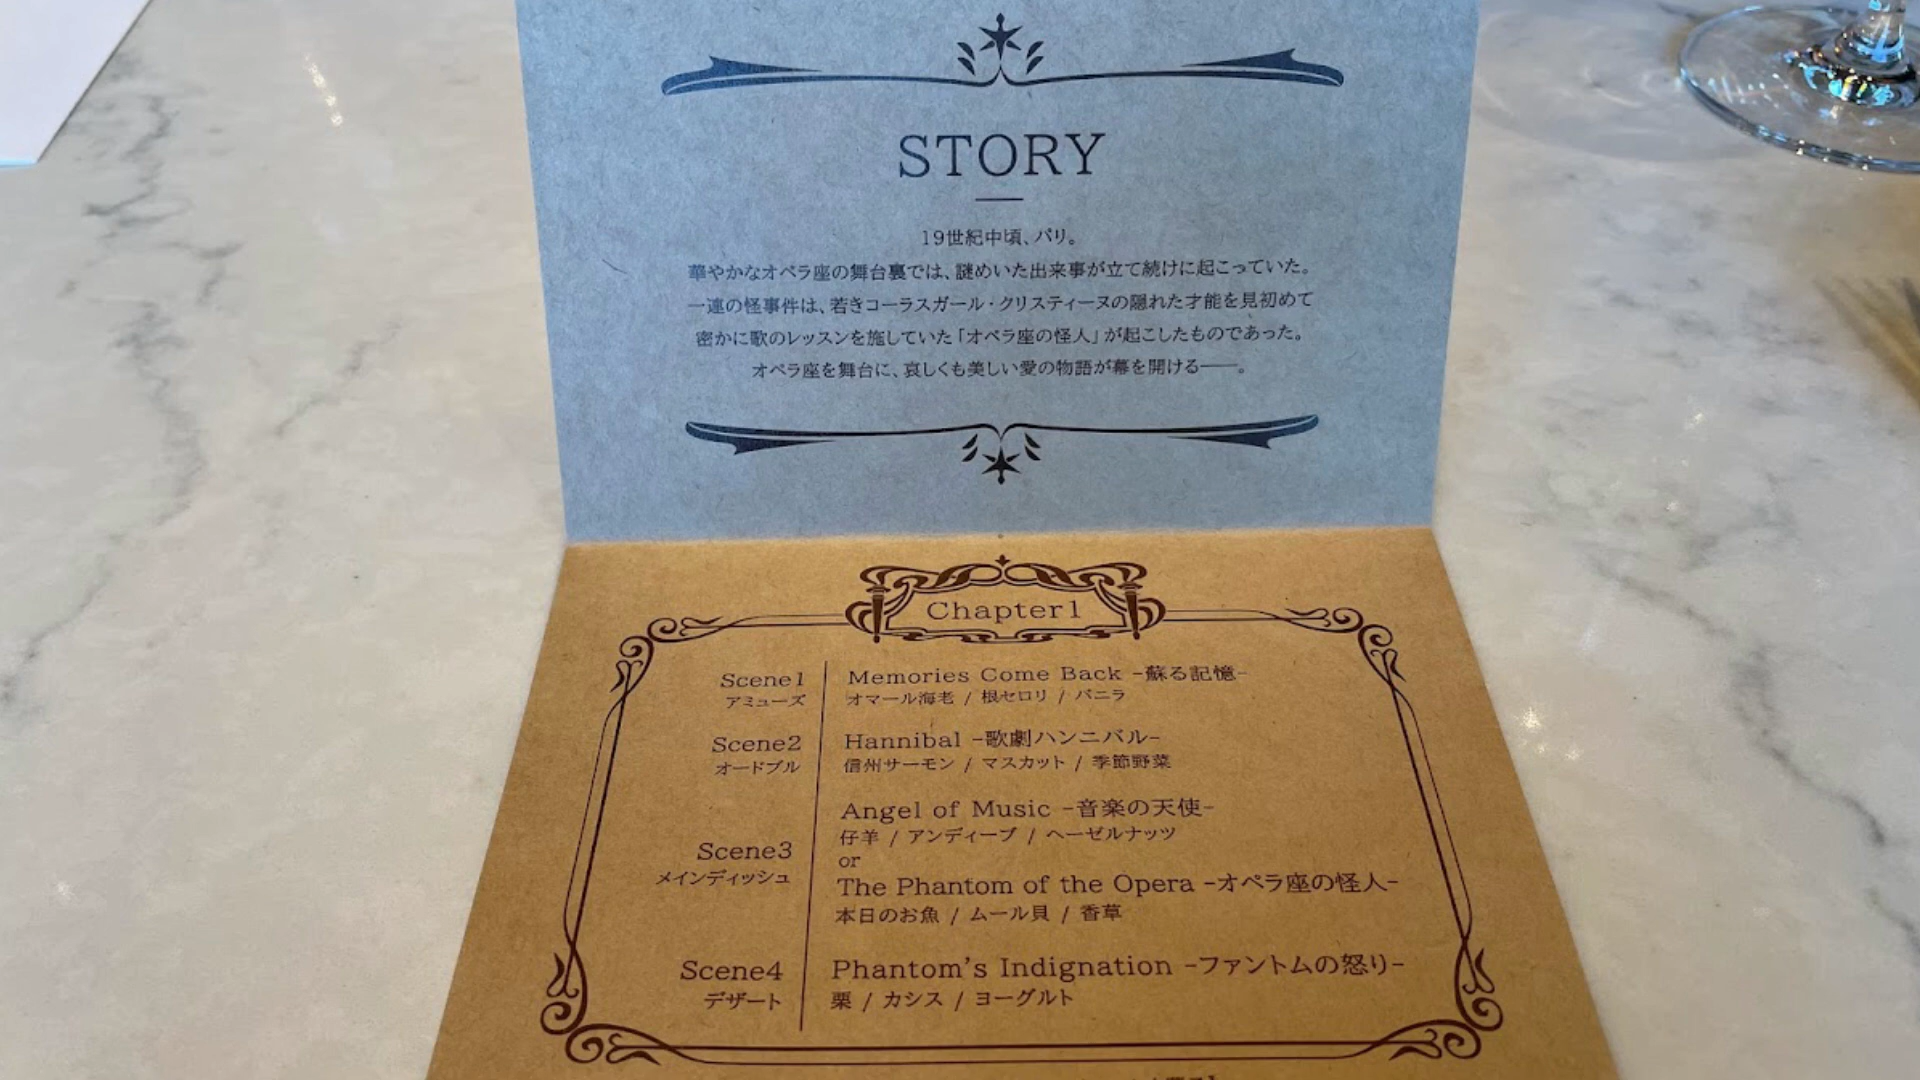 STORY
19世紀中頃、パリ。
華やかなオペラ座の舞台裏では、謎めいた出来事が立て続けに起こっていた。
一連の怪事件は、若きコーラスガール・クリスティーヌの隠れた才能を見初めて
密かに歌のレッスンを施していた「オペラ座の怪人」が起こしたものであった。
オペラ座を舞台に、哀しくも美しい愛の物語が幕を開ける――。
Chapter1
Scene1
アミューズ
Memories Come Back -蘇る記憶-
オマール海老 / 根セロリ / バニラ
Scene2
オードブル
Hannibal -歌劇ハンニバル-
信州サーモン / マスカット / 季節野菜
Scene3
メインディッシュ
Angel of Music -音楽の天使-
仔羊 / アンディーブ / ヘーゼルナッツ
or
The Phantom of the Opera -オペラ座の怪人-
本日のお魚 / ムール貝 / 香草
Scene4
デザート
Phantom's Indignation -ファントムの怒り-
栗 / カシス / ヨーグルト